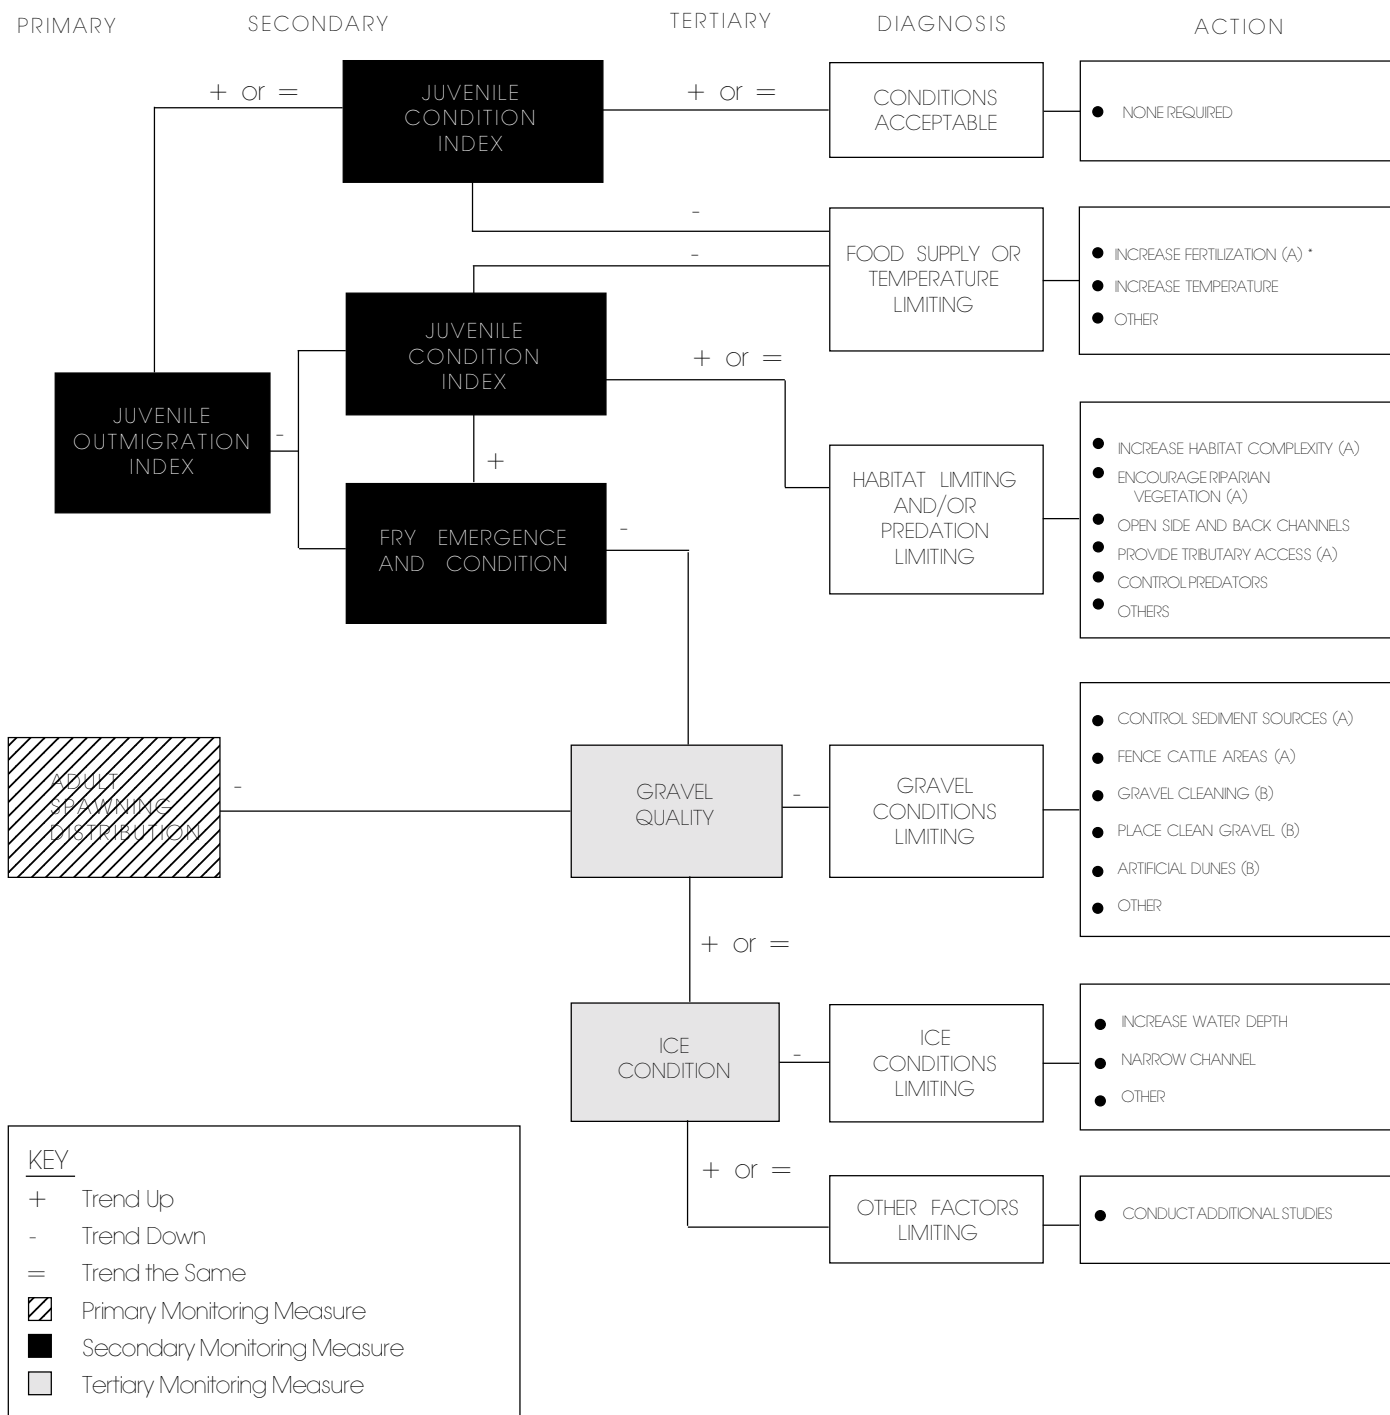 PRIMARY
SECONDARY
TERTIARY
DIAGNOSIS
ACTION
+ or =
JUVENILE
CONDITION
INDEX
+ or =
CONDITIONS
ACCEPTABLE
● NONE REQUIRED
-
-
FOOD SUPPLY OR
TEMPERATURE
LIMITING
● INCREASE FERTILIZATION (A) *
● INCREASE TEMPERATURE
● OTHER
JUVENILE
CONDITION
INDEX
+ or =
JUVENILE
OUTMIGRATION
INDEX
-
+
HABITAT LIMITING
AND/OR
PREDATION
LIMITING
● INCREASE HABITAT COMPLEXITY (A)
● ENCOURAGE RIPARIAN
VEGETATION (A)
● OPEN SIDE AND BACK CHANNELS
● PROVIDE TRIBUTARY ACCESS (A)
● CONTROL PREDATORS
● OTHERS
FRY EMERGENCE
AND CONDITION
-
ADULT
SPAWNING
DISTRIBUTION
-
GRAVEL
QUALITY
-
GRAVEL
CONDITIONS
LIMITING
● CONTROL SEDIMENT SOURCES (A)
● FENCE CATTLE AREAS (A)
● GRAVEL CLEANING (B)
● PLACE CLEAN GRAVEL (B)
● ARTIFICIAL DUNES (B)
● OTHER
+ or =
ICE
CONDITION
-
ICE
CONDITIONS
LIMITING
● INCREASE WATER DEPTH
● NARROW CHANNEL
● OTHER
+ or =
OTHER FACTORS
LIMITING
● CONDUCT ADDITIONAL STUDIES
KEY
+ Trend Up
- Trend Down
= Trend the Same
Primary Monitoring Measure
Secondary Monitoring Measure
Tertiary Monitoring Measure